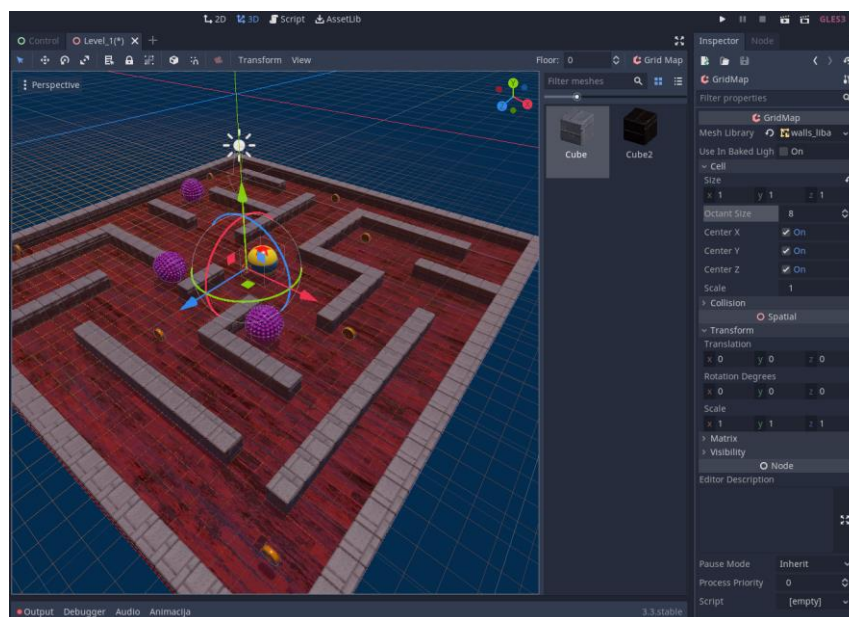 2D 3D Script AssetLib GLES3
Control Level_1(*)
Transform View
Floor: 0 Grid Map
Perspective
Y
X
Z
Filter meshes
Cube Cube2
Inspector Node
GridMap
Filter properties
GridMap
Mesh Library walls_liba
Use In Baked Ligh On
Cell
Size
x 1 y 1 z 1
Octant Size 8
Center X On
Center Y On
Center Z On
Scale 1
Collision
Spatial
Transform
Translation
x 0 y 0 z 0
Rotation Degrees
x 0 y 0 z 0
Scale
x 1 y 1 z 1
Matrix
Visibility
Node
Editor Description
Pause Mode Inherit
Process Priority 0
Script [empty]
Output Debugger Audio Animacija 3.3.stable